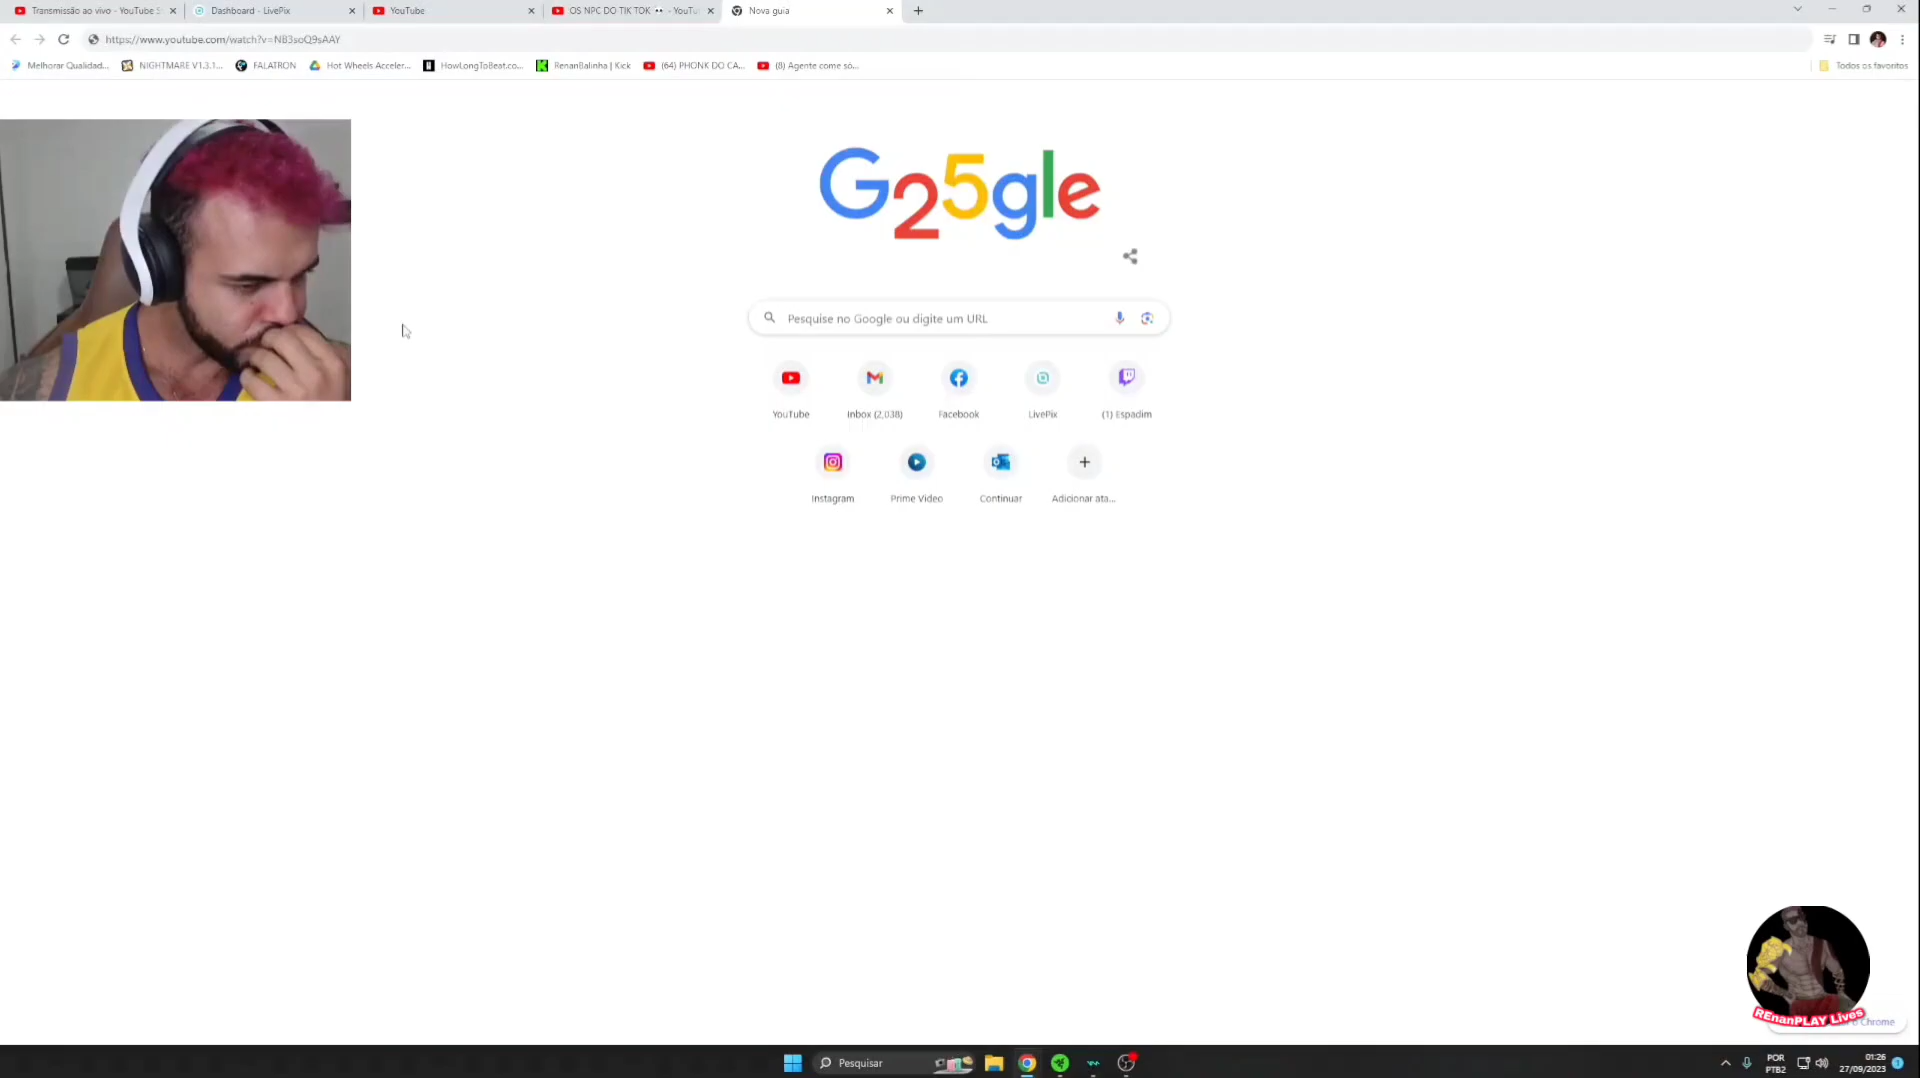 Transmissão ao vivo - YouTube S
Dashboard - LivePix
YouTube
OS NPC DO TIK TOK 👀 - YouTu
Nova guia
https://www.youtube.com/watch?v=NB3soQ9sAAY
Melhorar Qualidad...
NIGHTMARE V1.3.1...
FALATRON
Hot Wheels Acceler...
HowLongToBeat.co...
RenanBalinha | Kick
(64) PHONK DO CA...
(8) Agente come só...
Todos os favoritos
G25gle
Pesquise no Google ou digite um URL
YouTube
Inbox (2,038)
Facebook
LivePix
(1) Espadim
Instagram
Prime Video
Continuar
Adicionar ata...
REnanPLAY Lives
Chrome
Pesquisar
POR
PTB2
01:26
27/09/2023
1